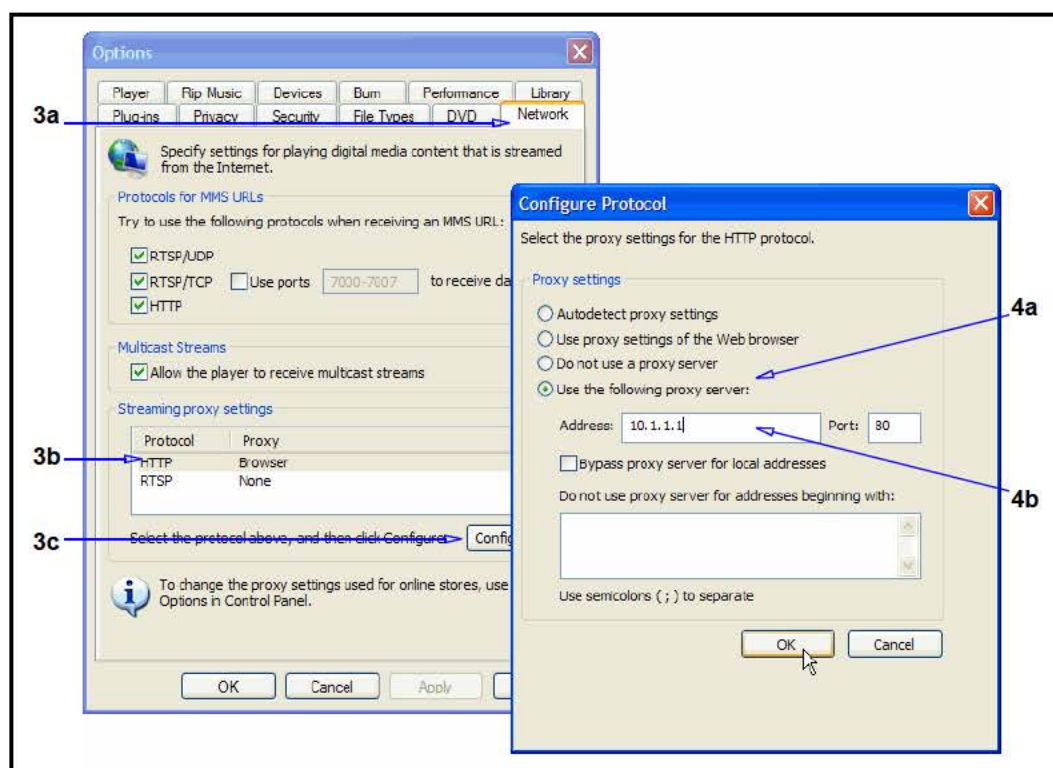 Options
Player Rip Music Devices Burn Performance Library
3a
Plug-ins Privacy Security File Types DVD Network
Specify settings for playing digital media content that is streamed
from the Internet.
Protocols for MMS URLs
Try to use the following protocols when receiving an MMS URL:
RTSP/UDP
RTSP/TCP Use ports 7000-7007 to receive da
HTTP
Multicast Streams
Allow the player to receive multicast streams
Streaming proxy settings
Protocol Proxy
3b
HTTP Browser
RTSP None
3c
Select the protocol above, and then click Configure. Config
To change the proxy settings used for online stores, use
Options in Control Panel.
OK Cancel Apply
Configure Protocol
Select the proxy settings for the HTTP protocol.
Proxy settings
4a
Autodetect proxy settings
Use proxy settings of the Web browser
Do not use a proxy server
Use the following proxy server:
Address: 10.1.1.1 Port: 80
4b
Bypass proxy server for local addresses
Do not use proxy server for addresses beginning with:
Use semicolons ( ; ) to separate
OK Cancel